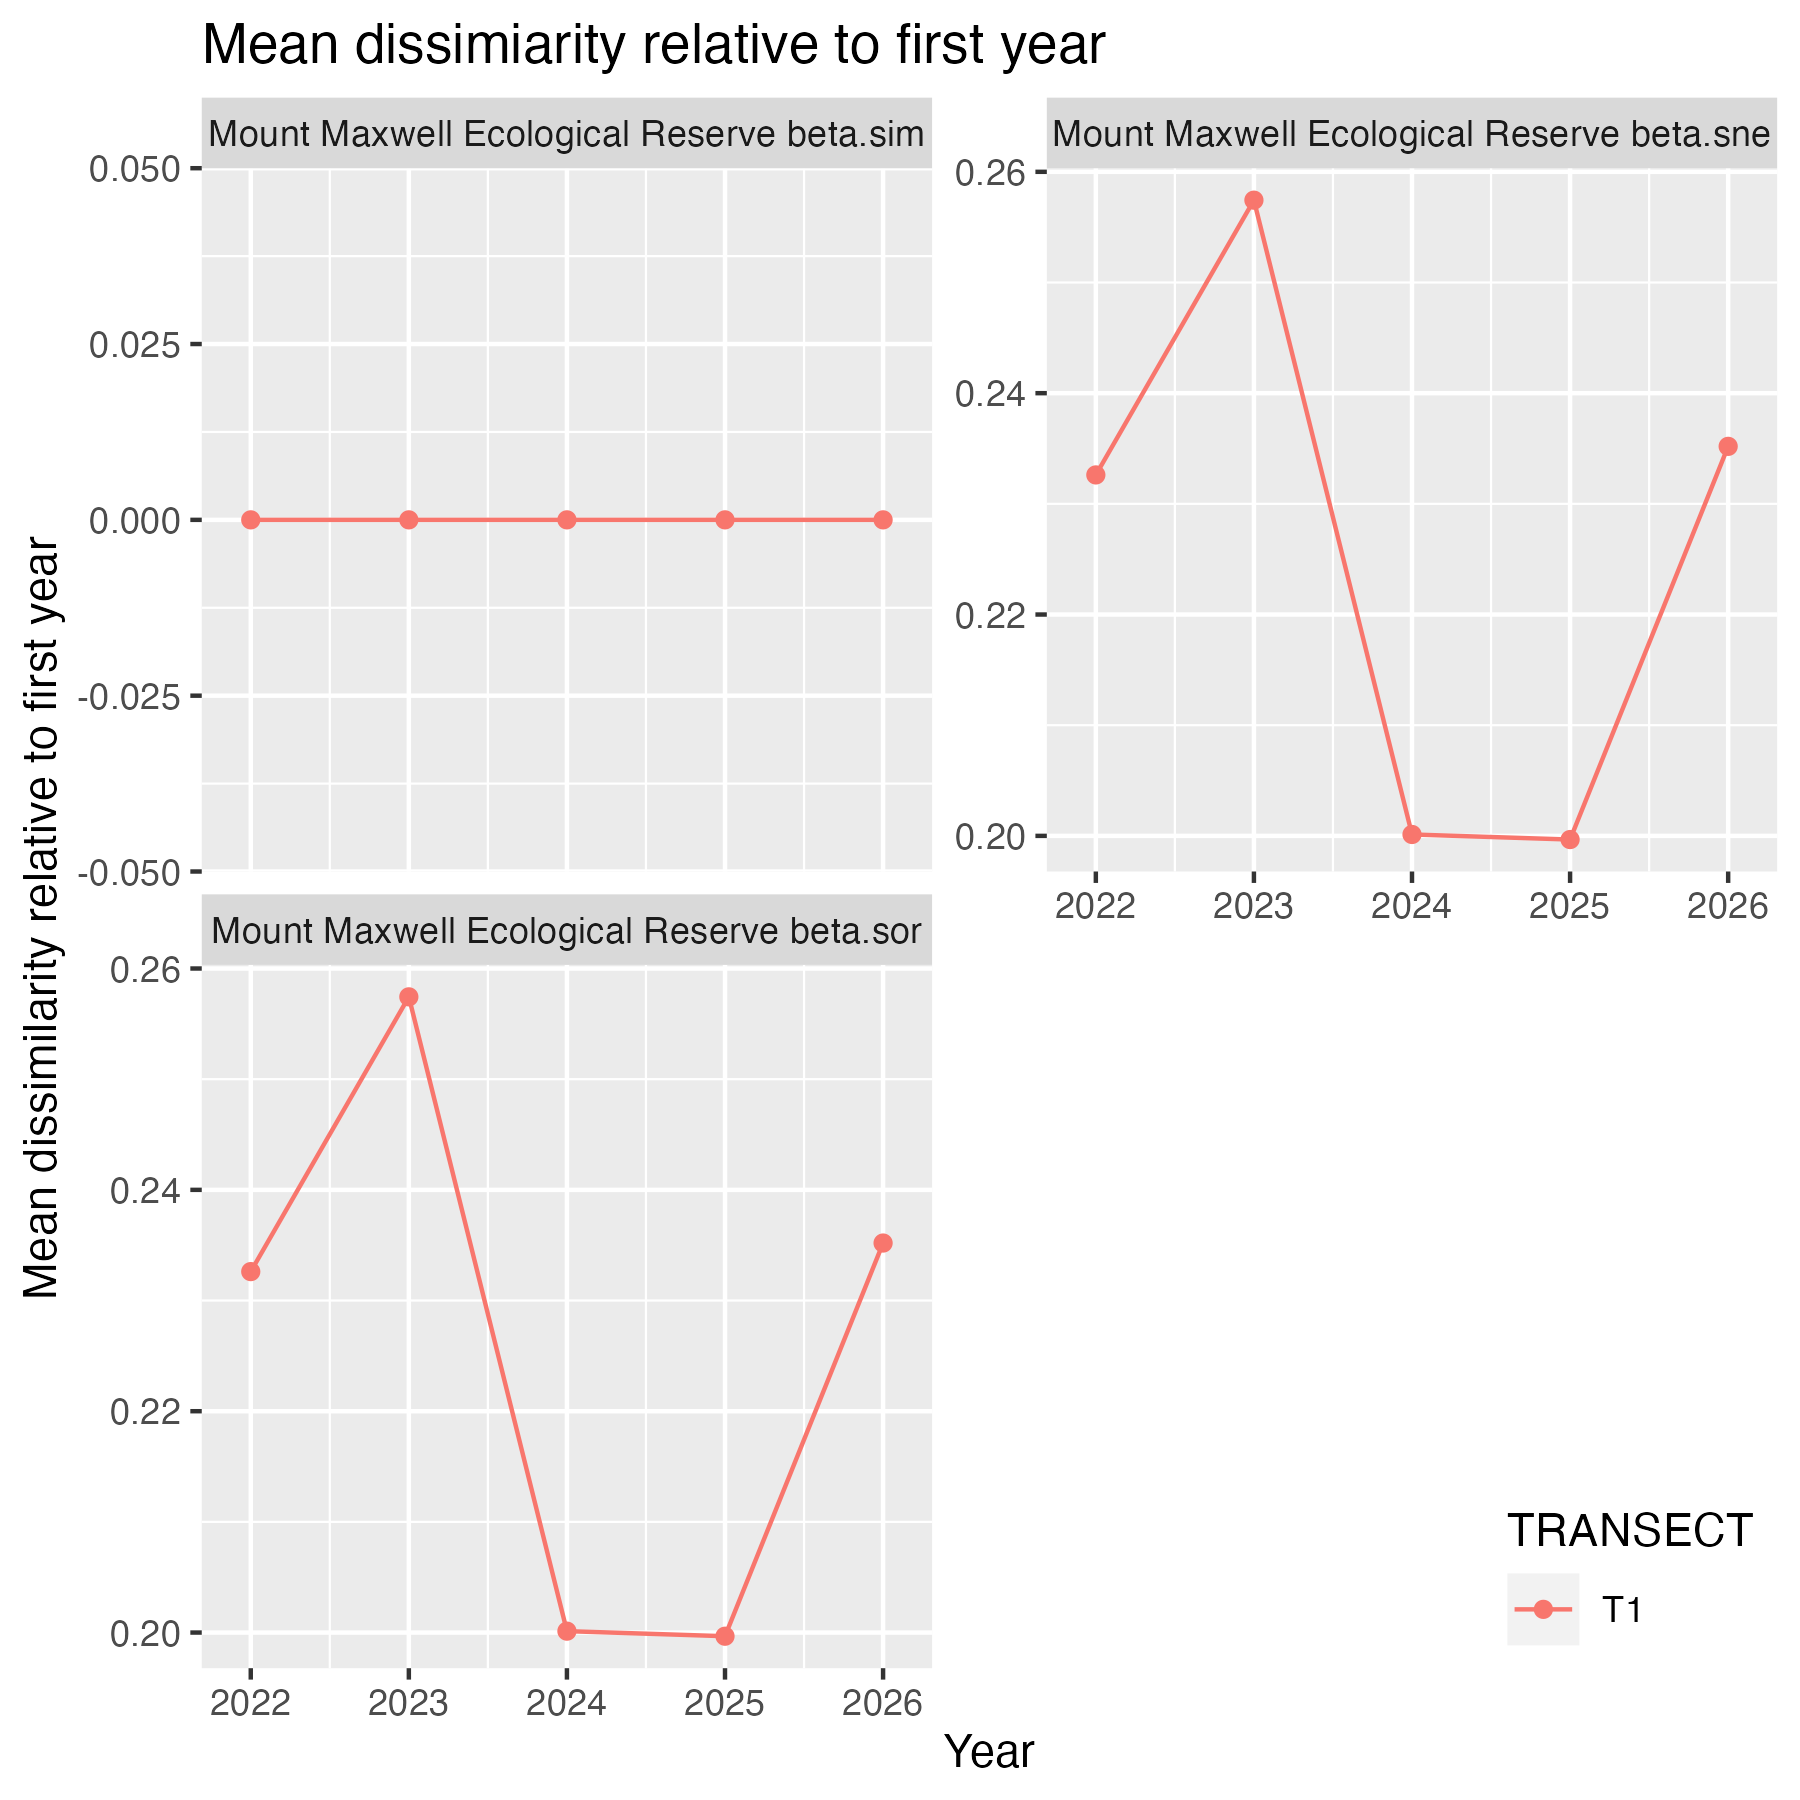 Mean dissimiarity relative to first year
Mount Maxwell Ecological Reserve beta.sim
Mount Maxwell Ecological Reserve beta.sne
0.050
0.025
0.000
-0.025
-0.050
0.26
0.24
0.22
0.20
2022 2023 2024 2025 2026
Mount Maxwell Ecological Reserve beta.sor
0.26
0.24
0.22
0.20
2022 2023 2024 2025 2026
Mean dissimilarity relative to first year
Year
TRANSECT
T1